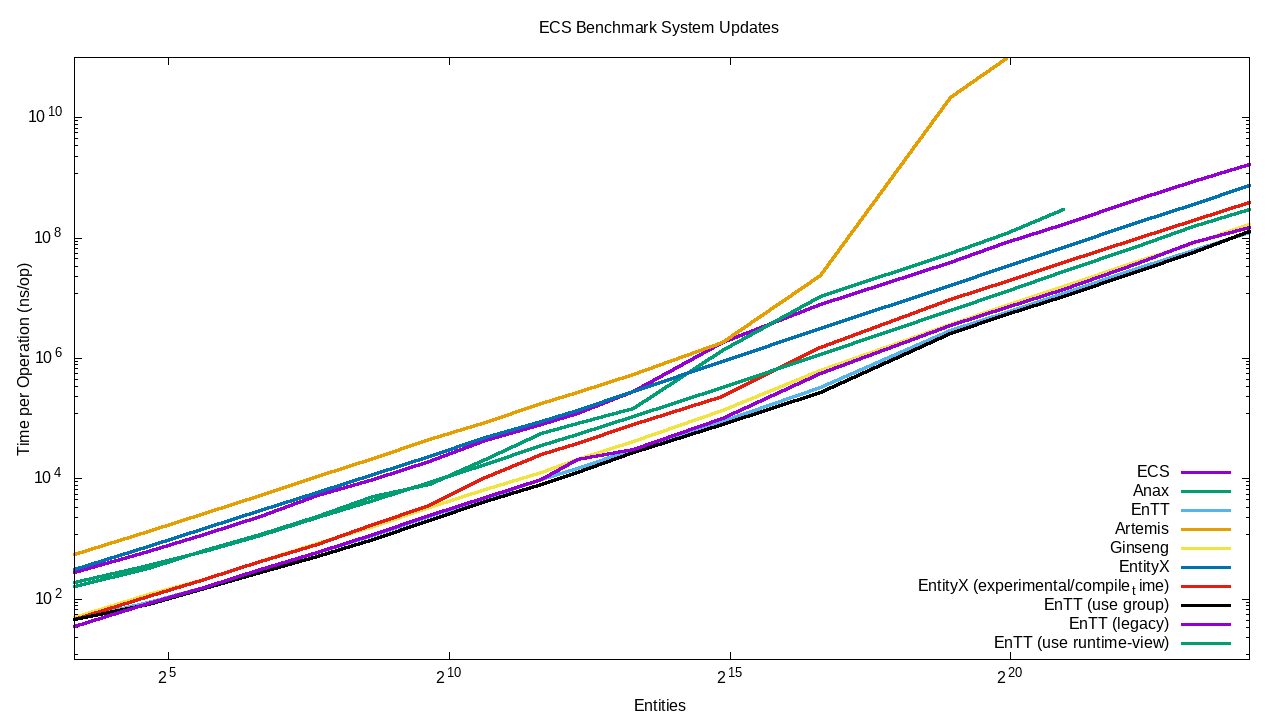 ECS Benchmark System Updates
Time per Operation (ns/op)
10^10
10^8
10^6
10^4
10^2
2^5
2^10
2^15
2^20
Entities
ECS
Anax
EnTT
Artemis
Ginseng
EntityX
EntityX (experimental/compile_t ime)
EnTT (use group)
EnTT (legacy)
EnTT (use runtime-view)